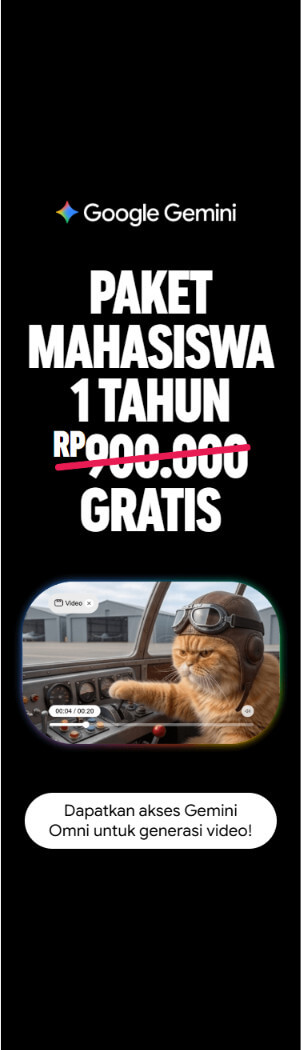 Google Gemini
PAKET
MAHASISWA
1 TAHUN
RP900.000
GRATIS
Video ×
00:04 / 00:20
Dapatkan akses Gemini
Omni untuk generasi video!